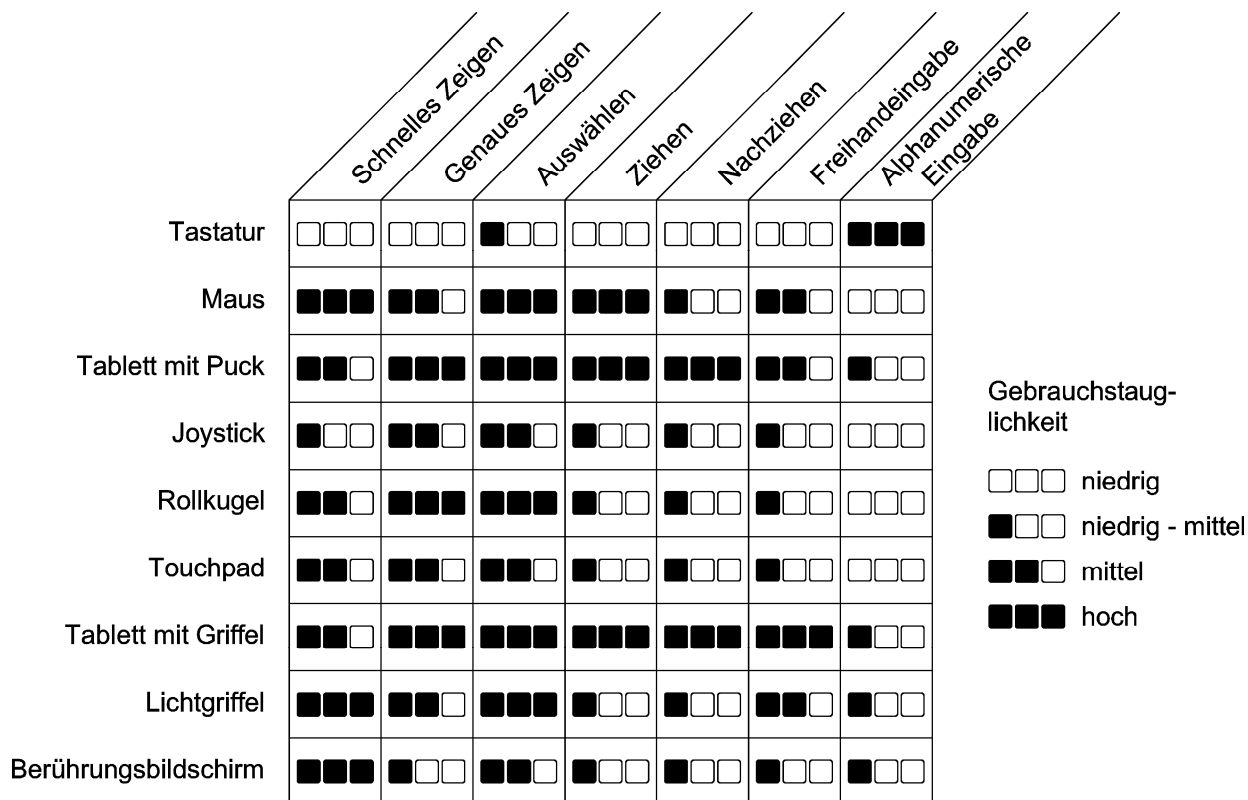 Schnelles Zeigen
Genaues Zeigen
Auswählen
Ziehen
Nachziehen
Freihandeingabe
Alphanumerische
Eingabe
Tastatur
Maus
Tablett mit Puck
Joystick
Rollkugel
Touchpad
Tablett mit Griffel
Lichtgriffel
Berührungsbildschirm
Gebrauchstaug-
lichkeit
niedrig
niedrig - mittel
mittel
hoch